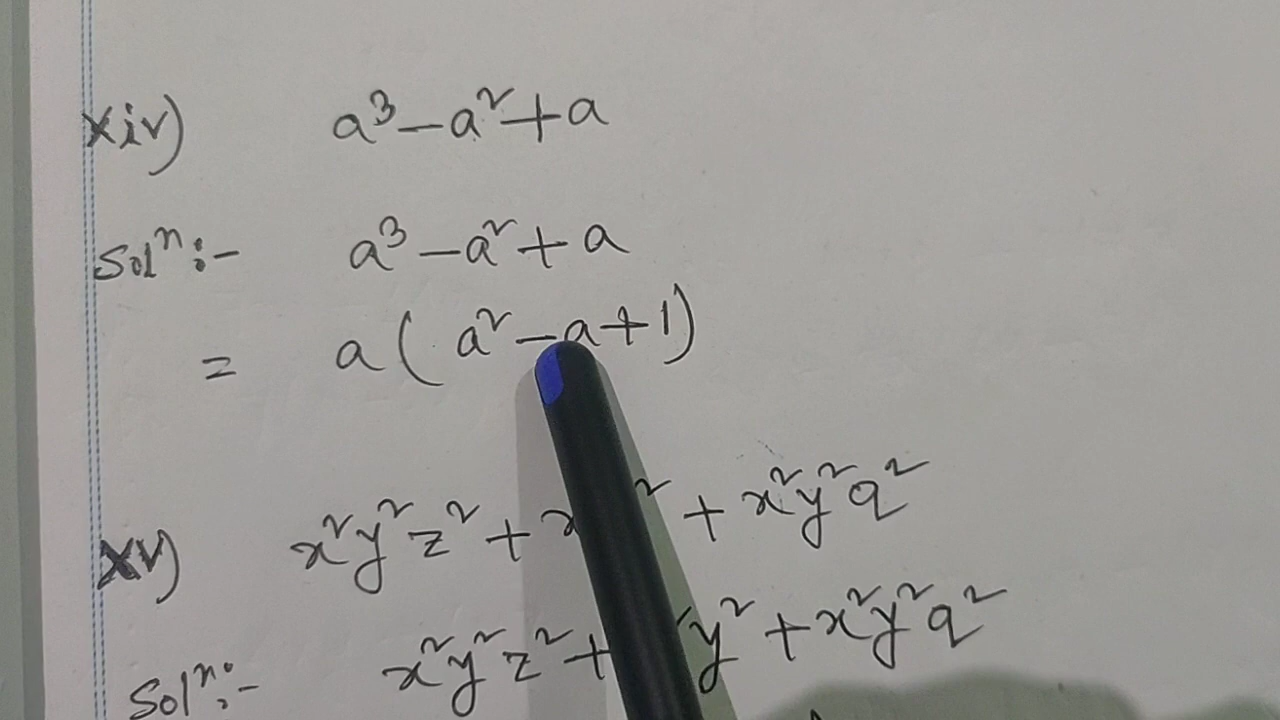 xiv) a³-a²+a
Solⁿ:- a³-a²+a
= a(a²-a+1)
xv) x²y²z²+ + x²y²q²
Solⁿ:- x²y²z²+ y²+x²y²q²